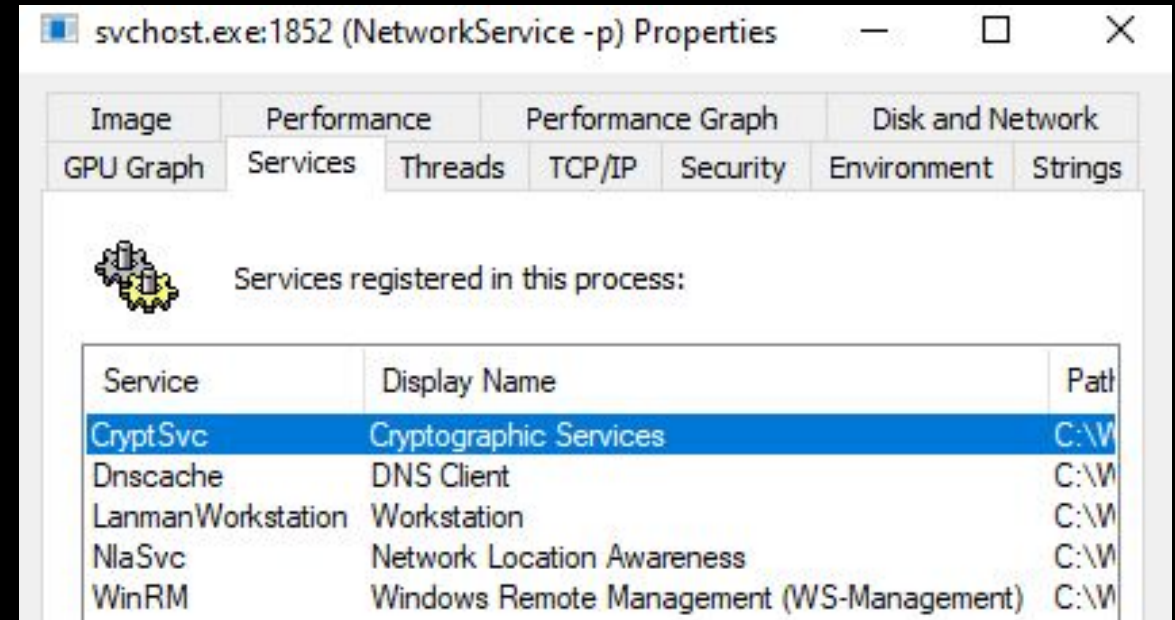 svchost.exe:1852 (NetworkService -p) Properties
Image Performance Performance Graph Disk and Network
GPU Graph Services Threads TCP/IP Security Environment Strings
Services registered in this process:
Service Display Name Path
CryptSvc Cryptographic Services C:\W
Dnscache DNS Client C:\W
LanmanWorkstation Workstation C:\W
NlaSvc Network Location Awareness C:\W
WinRM Windows Remote Management (WS-Management) C:\W